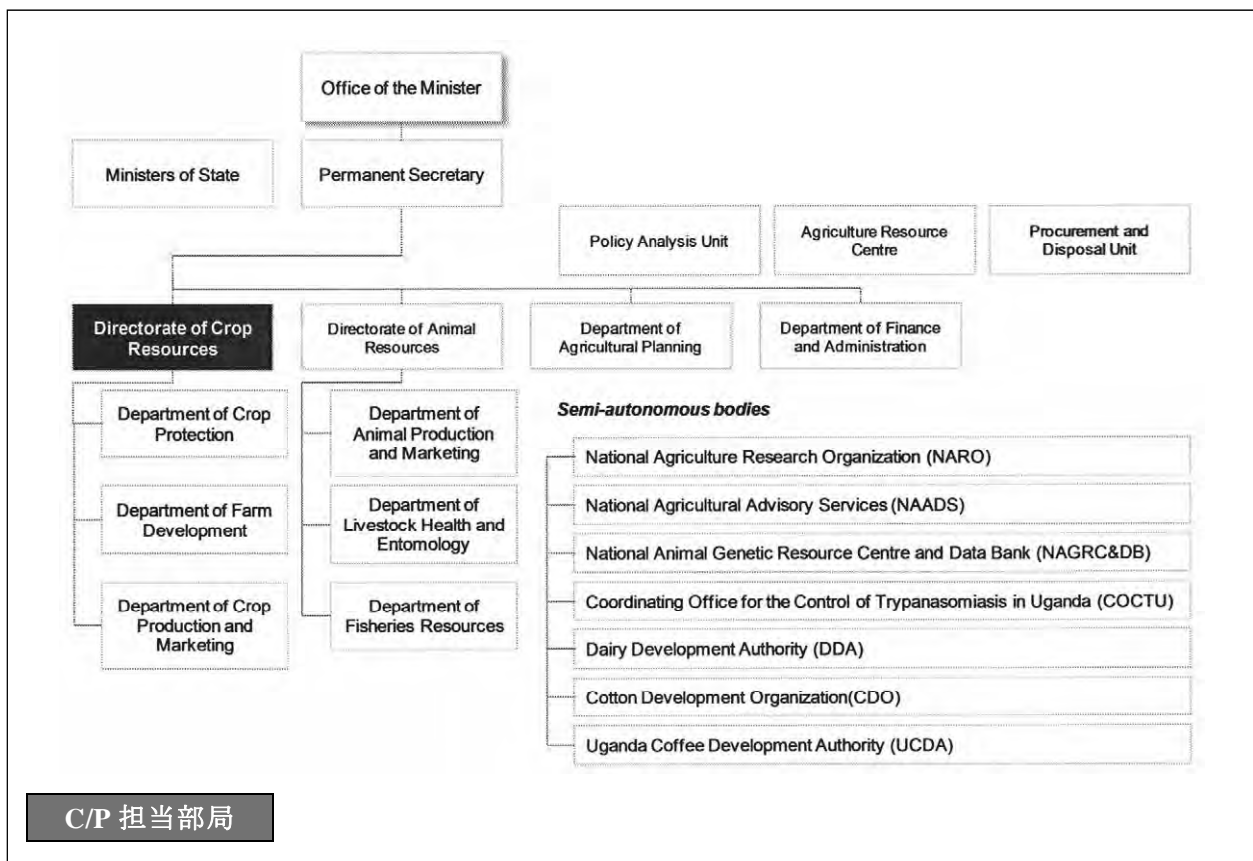 Office of the Minister
Ministers of State
Permanent Secretary
Policy Analysis Unit
Agriculture Resource
Centre
Procurement and
Disposal Unit
Directorate of Crop
Resources
Directorate of Animal
Resources
Department of
Agricultural Planning
Department of Finance
and Administration
Department of Crop
Protection
Department of Farm
Development
Department of Crop
Production and
Marketing
Department of
Animal Production
and Marketing
Department of
Livestock Health and
Entomology
Department of
Fisheries Resources
Semi-autonomous bodies
National Agriculture Research Organization (NARO)
National Agricultural Advisory Services (NAADS)
National Animal Genetic Resource Centre and Data Bank (NAGRC&DB)
Coordinating Office for the Control of Trypanasomiasis in Uganda (COCTU)
Dairy Development Authority (DDA)
Cotton Development Organization(CDO)
Uganda Coffee Development Authority (UCDA)
C/P 担当部局